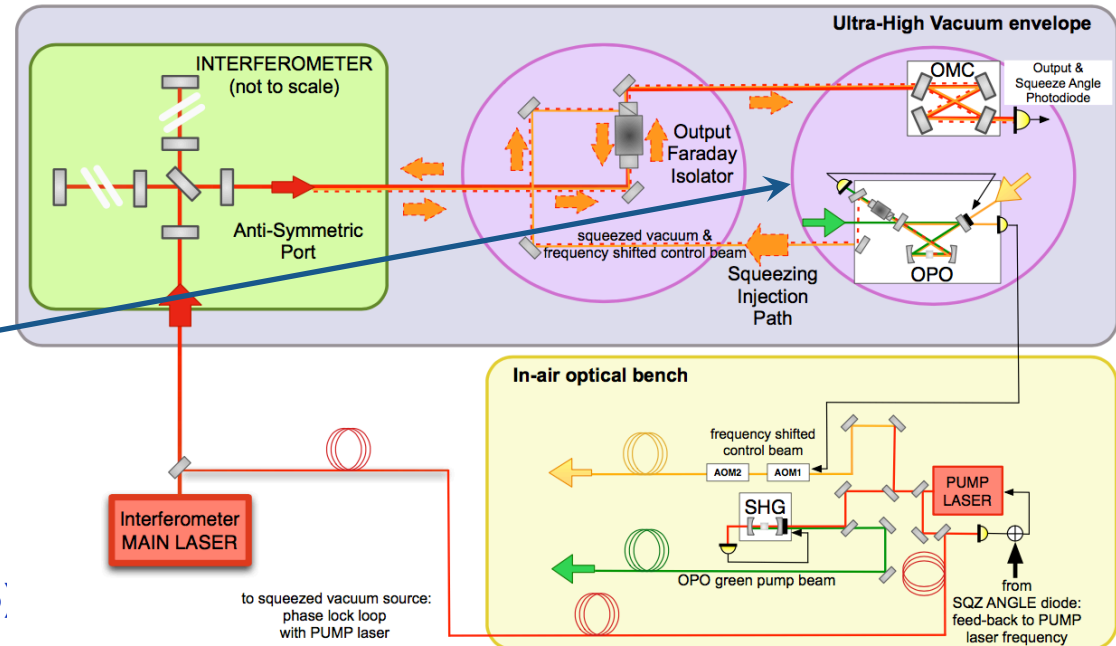 Ultra-High Vacuum envelope
INTERFEROMETER
(not to scale)
Anti-Symmetric
Port
Output
Faraday
Isolator
OMC
Output &
Squeeze Angle
Photodiode
squeezed vacuum &
frequency shifted control beam
Squeezing
Injection
Path
OPO
In-air optical bench
frequency shifted
control beam
AOM2
AOM1
PUMP
LASER
SHG
OPO green pump beam
from
SQZ ANGLE diode:
feed-back to PUMP
laser frequency
Interferometer
MAIN LASER
to squeezed vacuum source:
phase lock loop
with PUMP laser